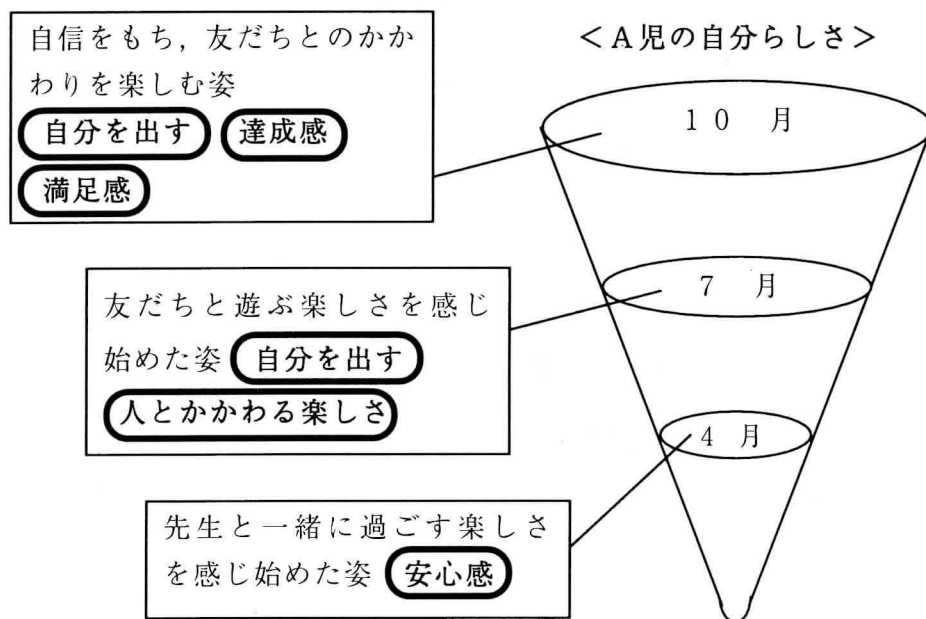 ＜A児の自分らしさ＞
自信をもち，友だちとのかか
わりを楽しむ姿
自分を出す 達成感
満足感
10月
友だちと遊ぶ楽しさを感じ
始めた姿 自分を出す
人とかかわる楽しさ
7月
先生と一緒に過ごす楽しさ
を感じ始めた姿 安心感
4月